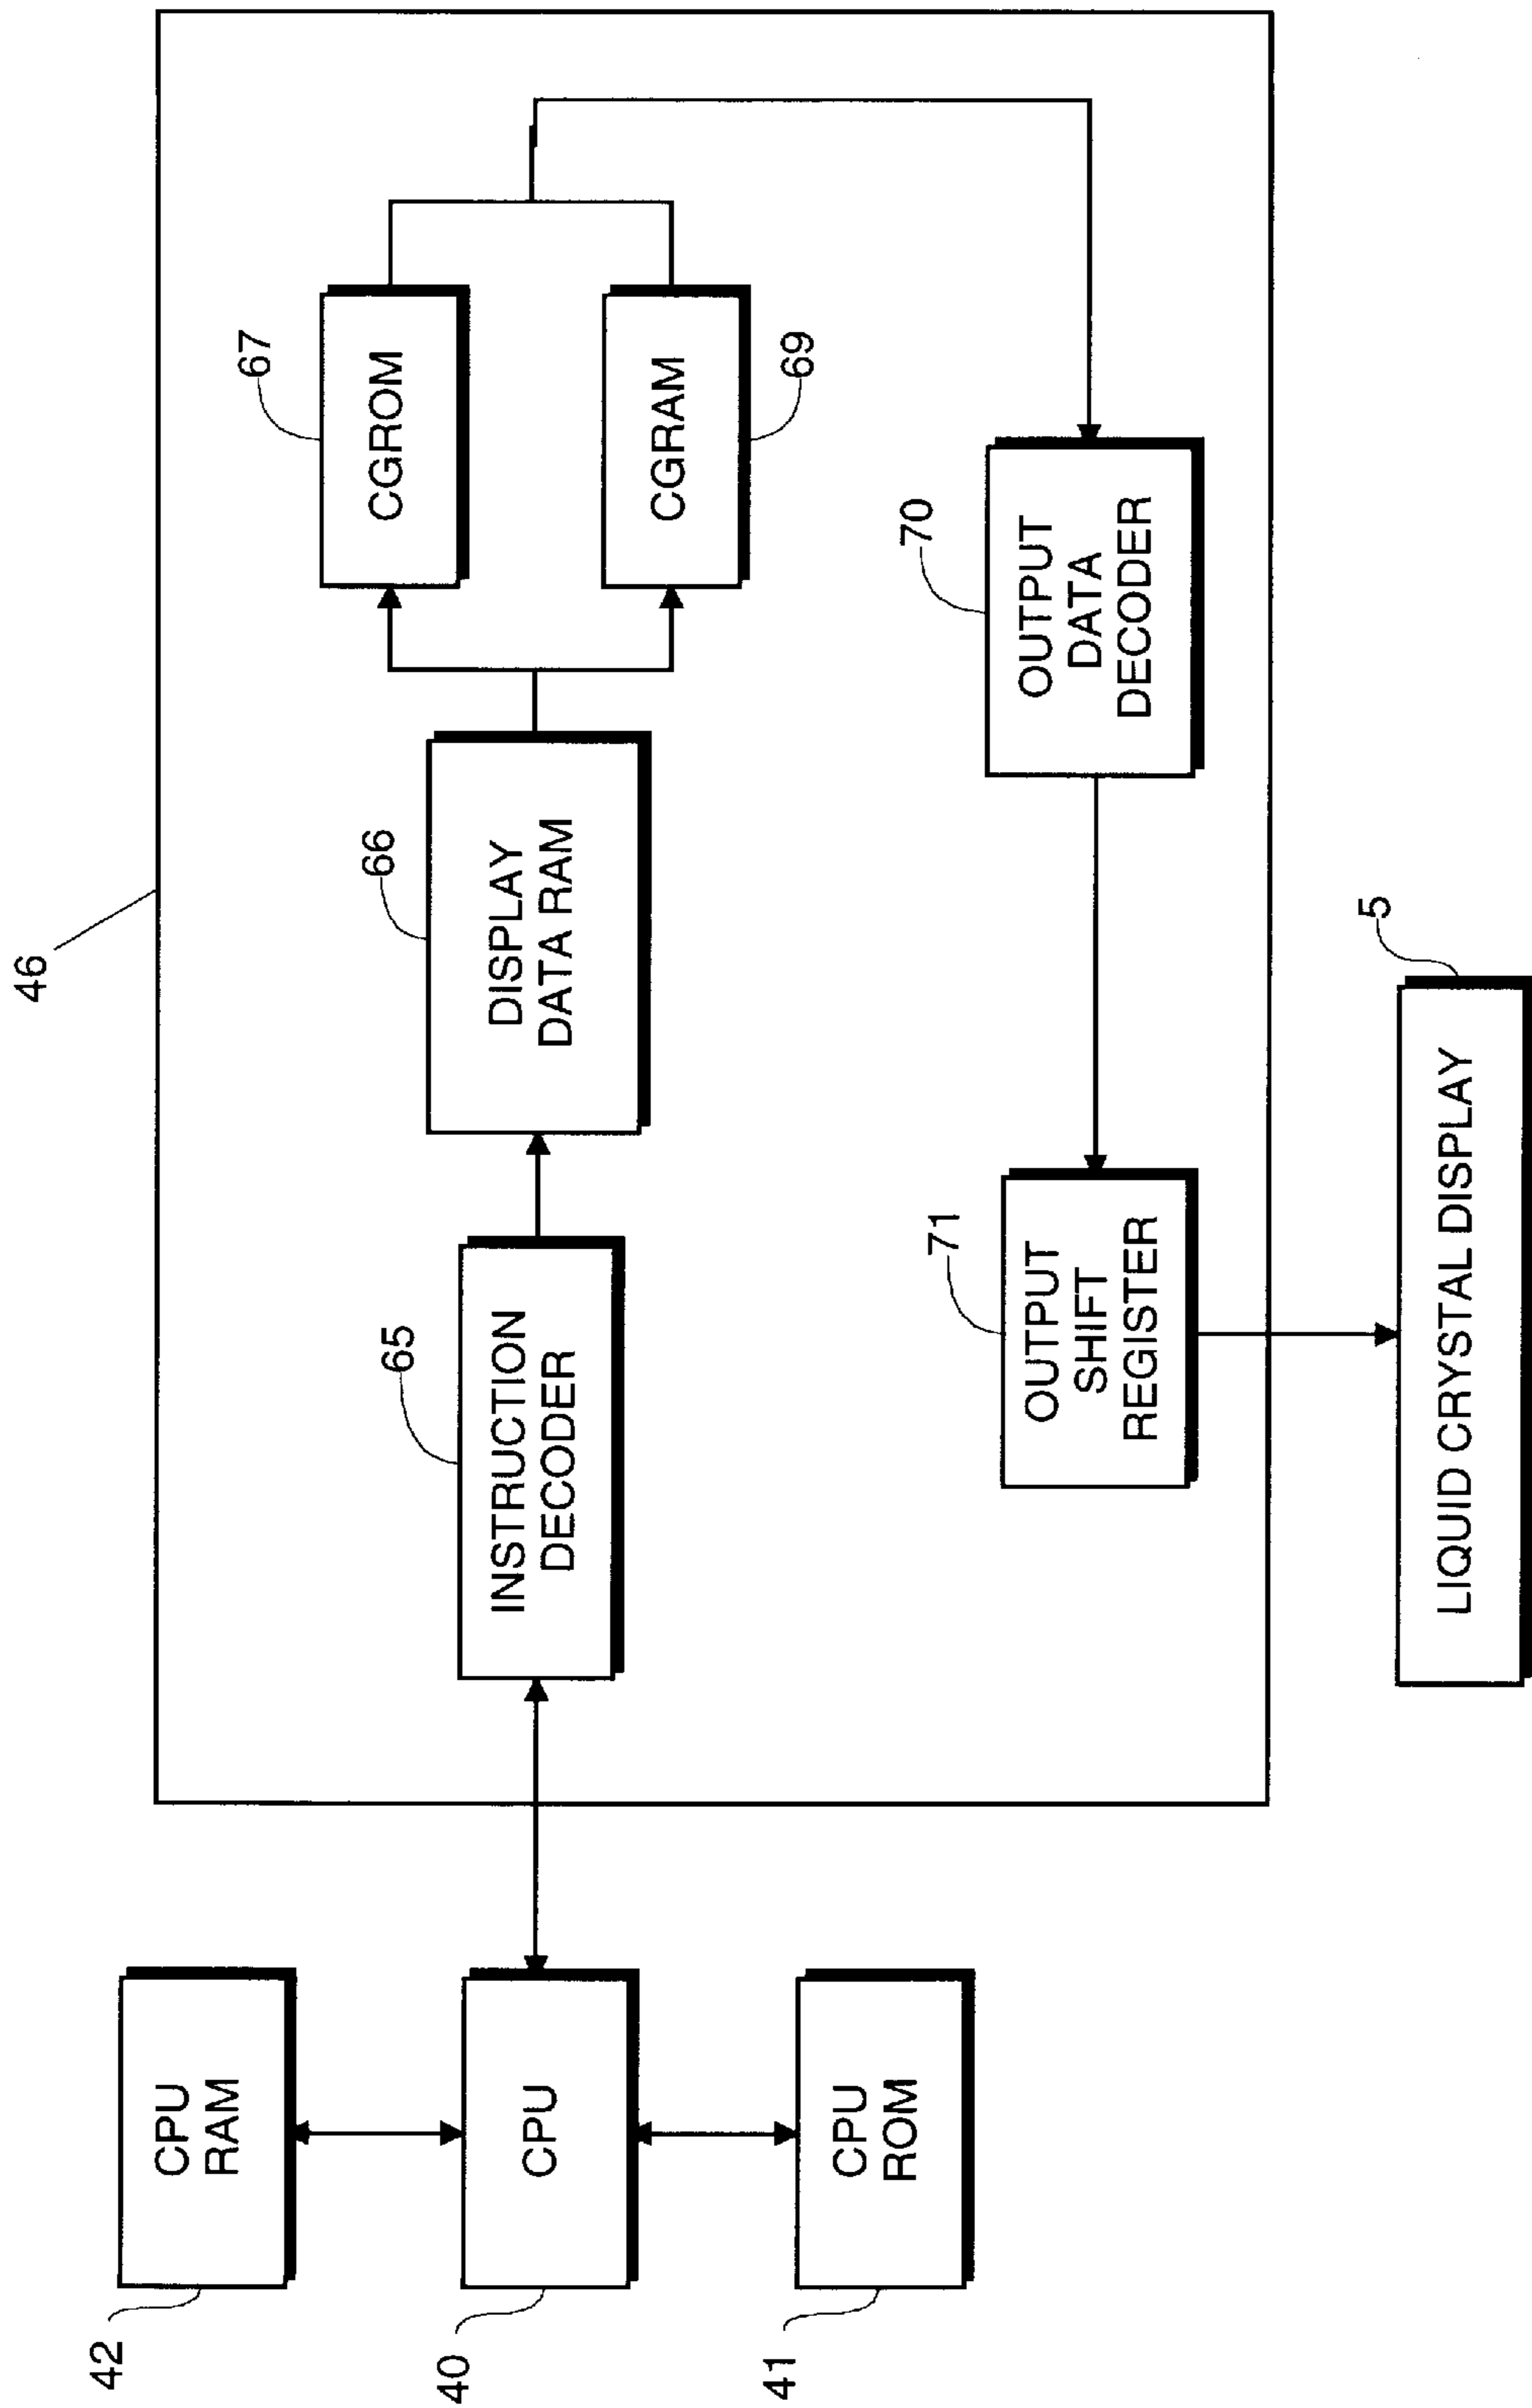 46
42
CPU
RAM
40
CPU
41
CPU
ROM
65
INSTRUCTION
DECODER
66
DISPLAY
DATA RAM
67
CGROM
CGRAM
69
71
OUTPUT
SHIFT
REGISTER
70
OUTPUT
DATA
DECODER
5
LIQUID CRYSTAL DISPLAY